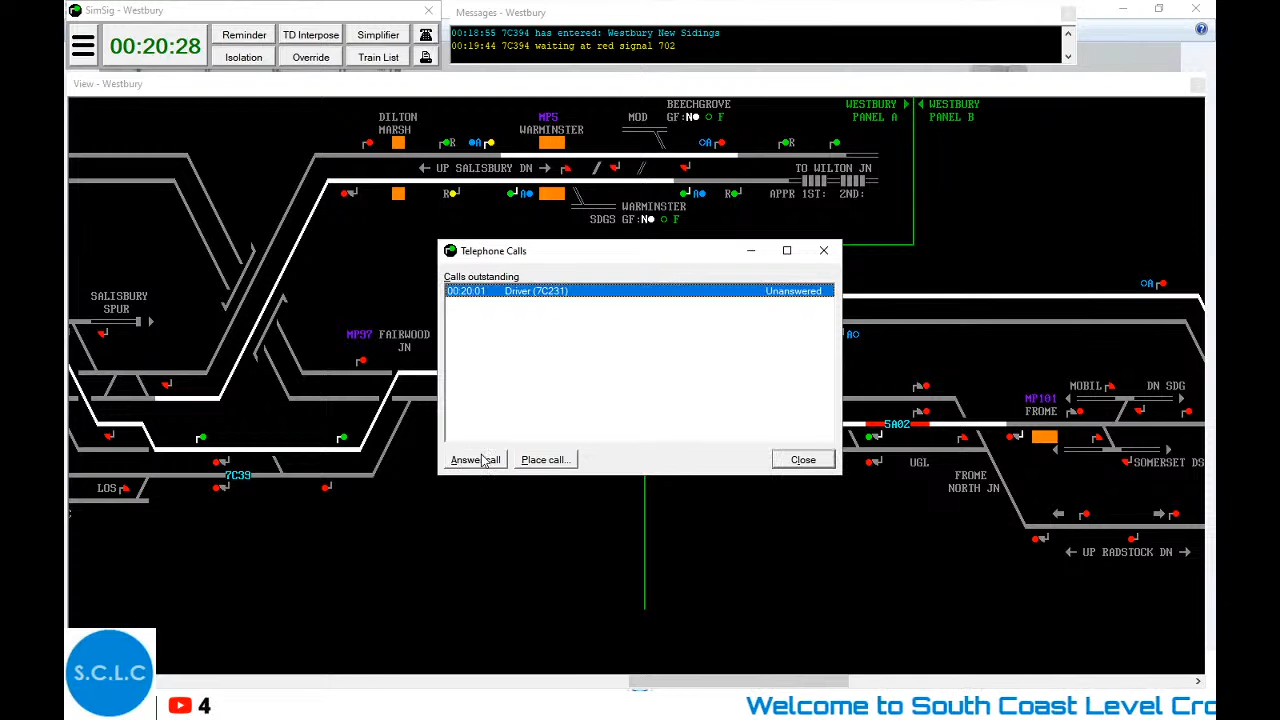 SimSig - Westbury
Messages - Westbury
00:20:28
Reminder
TD Interpose
Simplifier
Isolation
Override
Train List
00:18:55 7C394 has entered: Westbury New Sidings
00:19:44 7C394 waiting at red signal 702
View - Westbury
DILTON
MARSH
MP5
WARMINSTER
MOD
BEECHGROVE
GF:N F
WESTBURY
PANEL A
WESTBURY
PANEL B
R
A
A
R
← UP SALISBURY DN →
TO WILTON JN
A
R
A
R
APPR 1ST: 2ND:
WARMINSTER
SDGS GF:N F
SALISBURY
SPUR
MP97 FAIRWOOD
JN
A
A
Telephone Calls
Calls outstanding
00:20:01 Driver (7C231) Unanswered
Answer call
Place call...
Close
MOBIL
DN SDG
MP101
FROME
5A02
UGL
FROME
NORTH JN
SOMERSET DS
7C39
LOS
← UP RADSTOCK DN →
S.C.L.C
4
Welcome to South Coast Level Cro